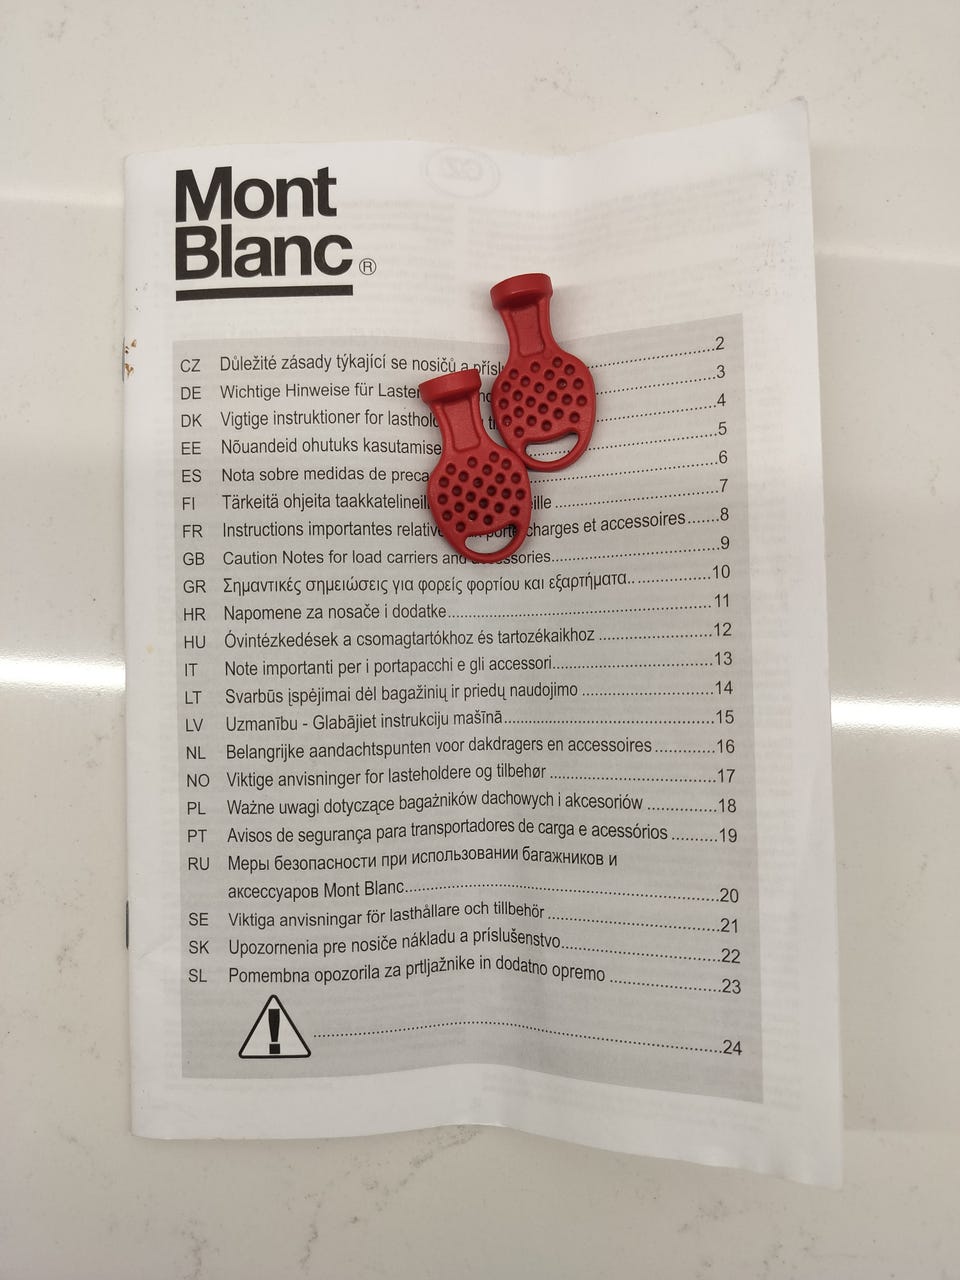 Mont
Blanc®
CZ Důležité zásady týkající se nosičů a přísl..............................2
DE Wichtige Hinweise für Laste..............................3
DK Vigtige instruktioner for lasthol..............................4
EE Nõuandeid ohutuks kasutamise..............................5
ES Nota sobre medidas de preca..............................6
FI Tärkeitä ohjeita taakkatelineil ille..............................7
FR Instructions importantes relative porte charges et accessoires.......8
GB Caution Notes for load carriers and accessories..............................9
GR Σημαντικές σημειώσεις για φορείς φορτίου και εξαρτήματα..................10
HR Napomene za nosače i dodatke..............................11
HU Óvintézkedések a csomagtartókhoz és tartozékaikhoz ........................12
IT Note importanti per i portapacchi e gli accessori..............................13
LT Svarbūs įspėjimai dėl bagažinių ir priedų naudojimo ..........................14
LV Uzmanību - Glabājiet instrukciju mašīnā..............................15
NL Belangrijke aandachtspunten voor dakdragers en accessoires ............16
NO Viktige anvisninger for lasteholdere og tilbehør ..............................17
PL Ważne uwagi dotyczące bagażników dachowych i akcesoriów ..............18
PT Avisos de segurança para transportadores de carga e acessórios .........19
RU Меры безопасности при использовании багажников и
аксессуаров Mont Blanc..............................20
SE Viktiga anvisningar för lasthållare och tillbehör ..............................21
SK Upozornenia pre nosiče nákladu a príslušenstvo..............................22
SL Pomembna opozorila za prtljažnike in dodatno opremo ......................23
! ..............................24